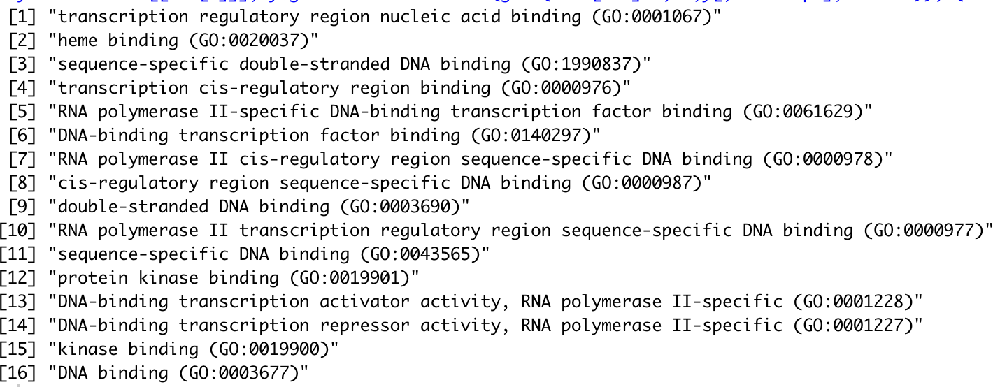 [1] "transcription regulatory region nucleic acid binding (GO:0001067)"
[2] "heme binding (GO:0020037)"
[3] "sequence-specific double-stranded DNA binding (GO:1990837)"
[4] "transcription cis-regulatory region binding (GO:0000976)"
[5] "RNA polymerase II-specific DNA-binding transcription factor binding (GO:0061629)"
[6] "DNA-binding transcription factor binding (GO:0140297)"
[7] "RNA polymerase II cis-regulatory region sequence-specific DNA binding (GO:0000978)"
[8] "cis-regulatory region sequence-specific DNA binding (GO:0000987)"
[9] "double-stranded DNA binding (GO:0003690)"
[10] "RNA polymerase II transcription regulatory region sequence-specific DNA binding (GO:0000977)"
[11] "sequence-specific DNA binding (GO:0043565)"
[12] "protein kinase binding (GO:0019901)"
[13] "DNA-binding transcription activator activity, RNA polymerase II-specific (GO:0001228)"
[14] "DNA-binding transcription repressor activity, RNA polymerase II-specific (GO:0001227)"
[15] "kinase binding (GO:0019900)"
[16] "DNA binding (GO:0003677)"